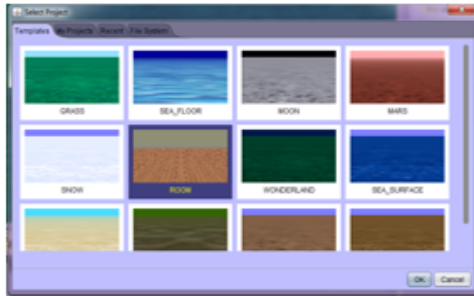 Select Project
Templates My Projects Recent File System
GRASS SEA_FLOOR MOON MARS
SNOW ROOM WONDERLAND SEA_SURFACE
OK Cancel